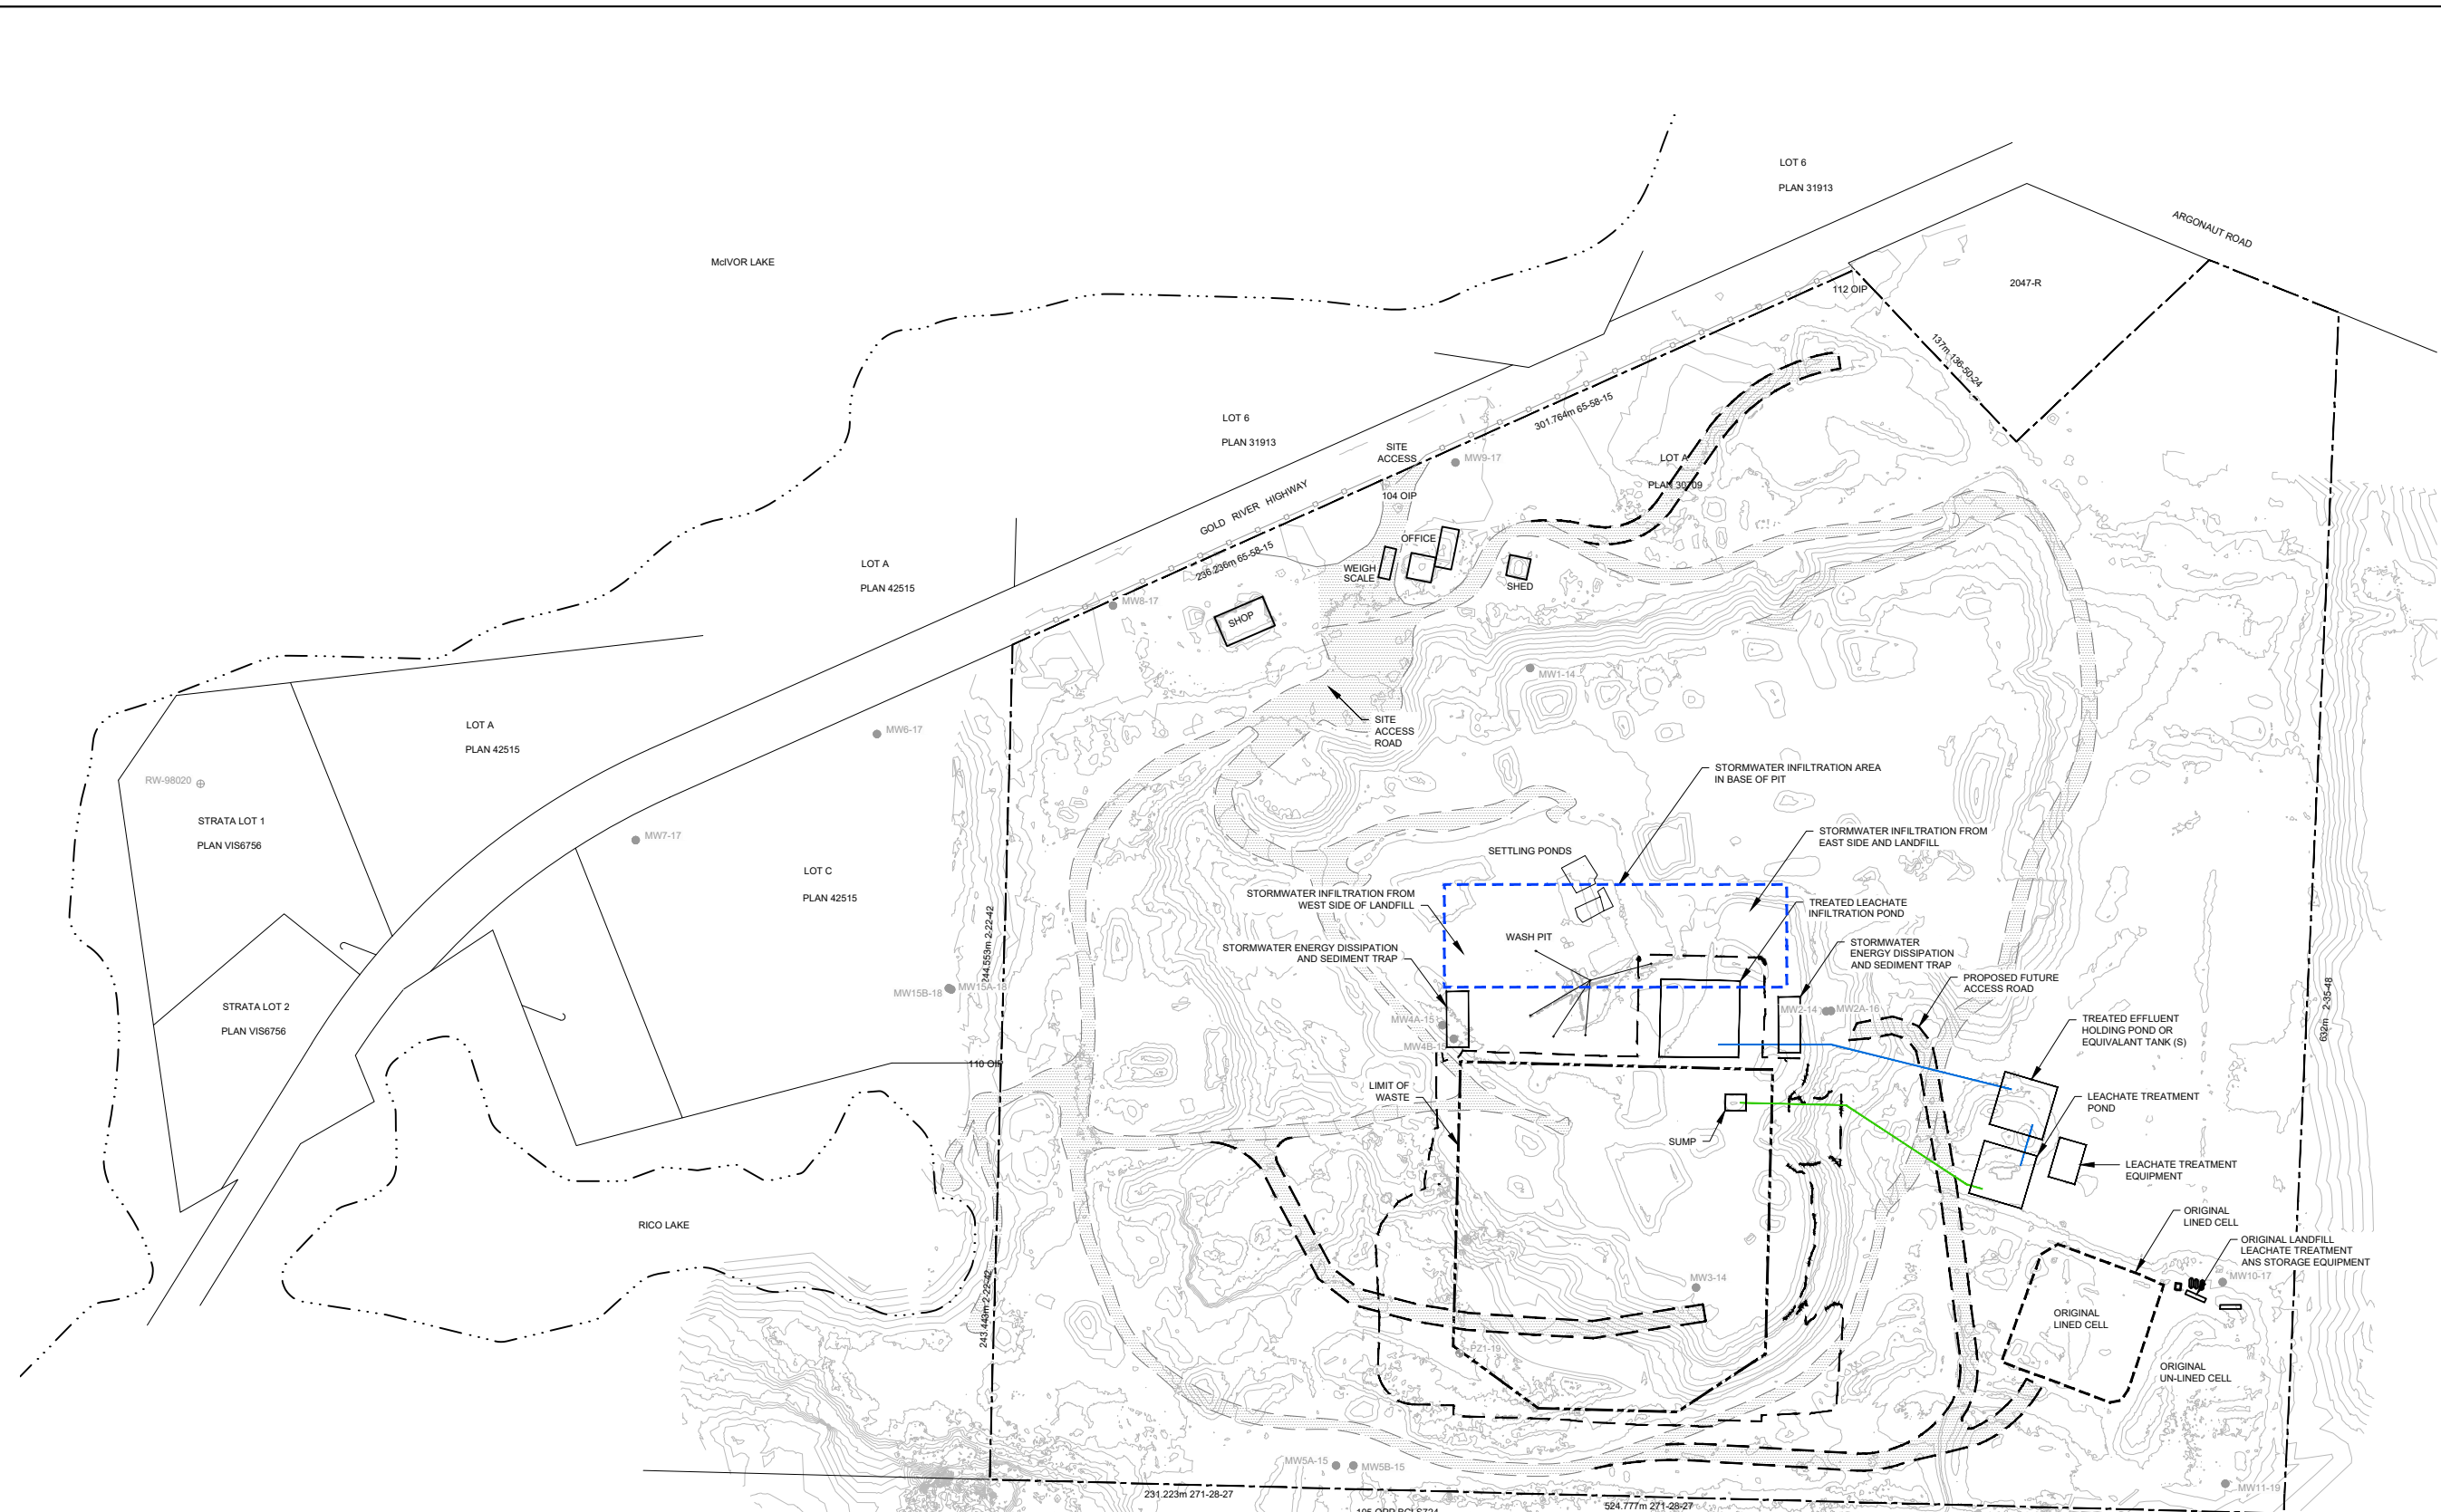 LOT 6
PLAN 31913
ARGONAUT ROAD
McIVOR LAKE
2047-R
112 OIP
137m 136-50-24
301.764m 65-58-15
LOT 6
PLAN 31913
SITE
ACCESS
MW9-17
LOT A
PLAN 30709
104 OIP
GOLD RIVER HIGHWAY
236.236m 65-58-15
OFFICE
WEIGH
SCALE
SHED
LOT A
PLAN 42515
MW8-17
SHOP
MW1-14
SITE
ACCESS
ROAD
LOT A
PLAN 42515
MW6-17
RW-98020
STRATA LOT 1
PLAN VIS6756
MW7-17
LOT C
PLAN 42515
STORMWATER INFILTRATION AREA
IN BASE OF PIT
STORMWATER INFILTRATION FROM
EAST SIDE AND LANDFILL
SETTLING PONDS
STORMWATER INFILTRATION FROM
WEST SIDE OF LANDFILL
TREATED LEACHATE
INFILTRATION POND
WASH PIT
STORMWATER ENERGY DISSIPATION
AND SEDIMENT TRAP
STORMWATER
ENERGY DISSIPATION
AND SEDIMENT TRAP
PROPOSED FUTURE
ACCESS ROAD
244.553m 2-22-42
MW15B-18
MW15A-18
STRATA LOT 2
PLAN VIS6756
MW4A-15
MW4B-15
MW2-14
MW2A-16
632m 2-35-48
TREATED EFFLUENT
HOLDING POND OR
EQUIVALANT TANK (S)
110 OIP
LIMIT OF
WASTE
LEACHATE TREATMENT
POND
SUMP
LEACHATE TREATMENT
EQUIPMENT
RICO LAKE
ORIGINAL
LINED CELL
ORIGINAL LANDFILL
LEACHATE TREATMENT
ANS STORAGE EQUIPMENT
MW10-17
MW3-14
243.443m 2-22-42
ORIGINAL
LINED CELL
PZ1-19
ORIGINAL
UN-LINED CELL
MW5A-15
MW5B-15
MW11-19
231.223m 271-28-27
524.777m 271-28-27